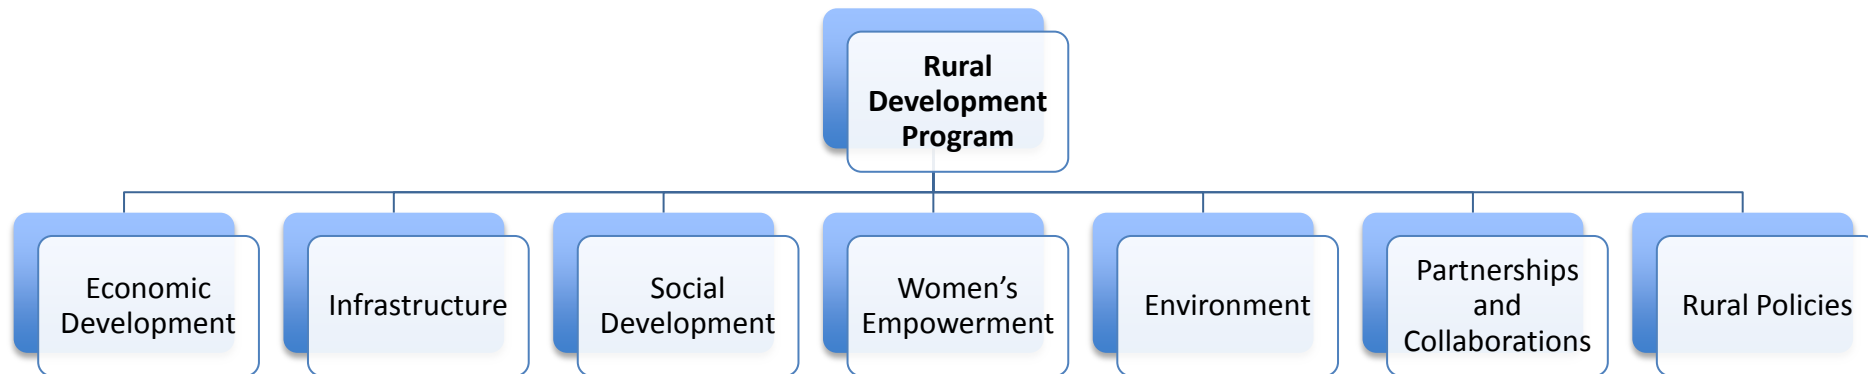 Rural
Development
Program
Economic
Development
Infrastructure
Social
Development
Women’s
Empowerment
Environment
Partnerships
and
Collaborations
Rural Policies